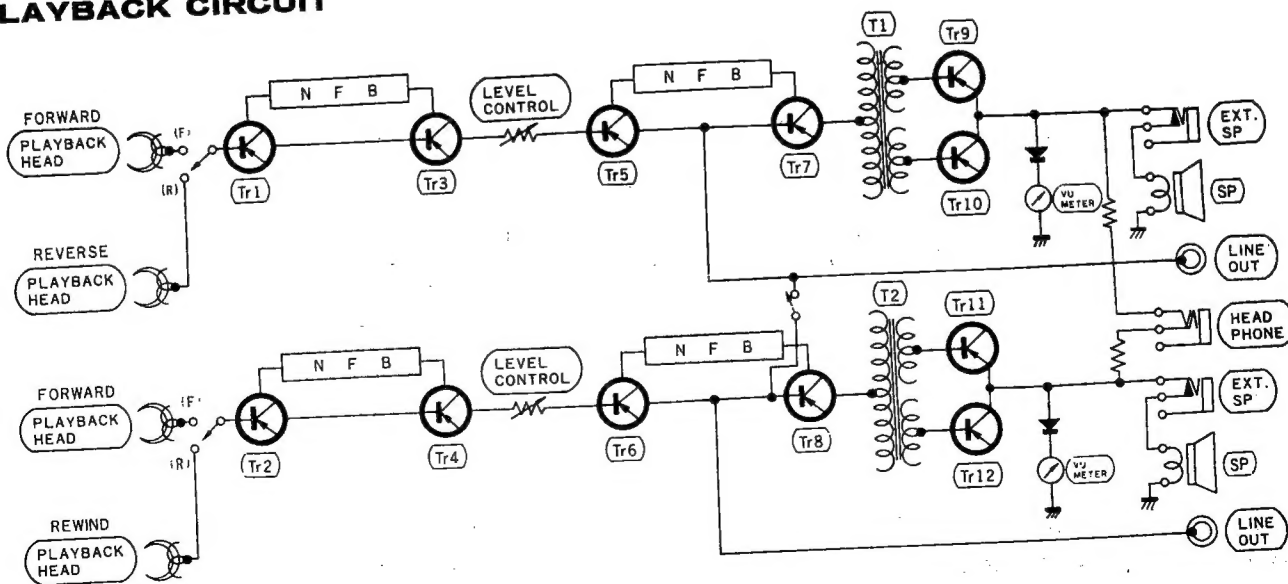 LAYBACK CIRCUIT
T1
Tr9
N F B
N F B
LEVEL
CONTROL
FORWARD
PLAYBACK
HEAD
(F)
(R)
Tr1
Tr3
Tr5
Tr7
Tr10
VU
METER
EXT.
SP
SP
REVERSE
PLAYBACK
HEAD
LINE
OUT
T2
Tr11
HEAD
PHONE
N F B
N F B
LEVEL
CONTROL
FORWARD
PLAYBACK
HEAD
(F)
(R)
Tr2
Tr4
Tr6
Tr8
Tr12
VU
METER
EXT.
SP
SP
REWIND
PLAYBACK
HEAD
LINE
OUT